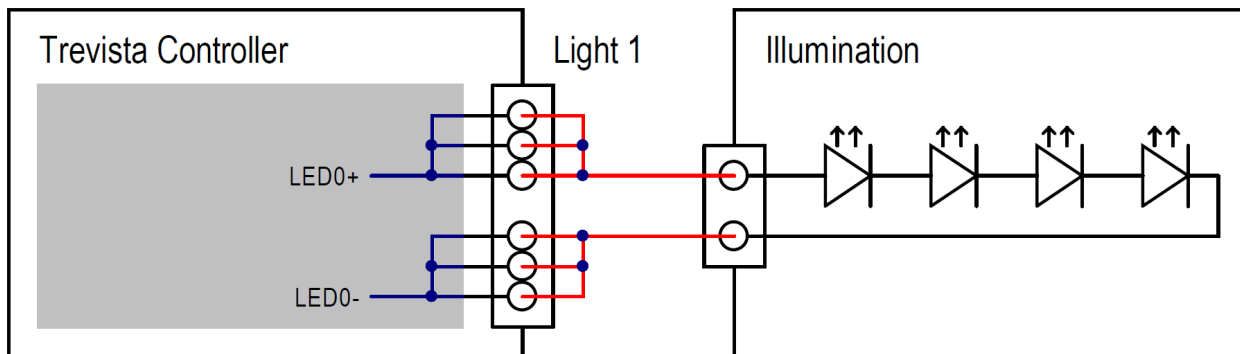 Trevista Controller
Light 1
Illumination
LED0+
LED0-